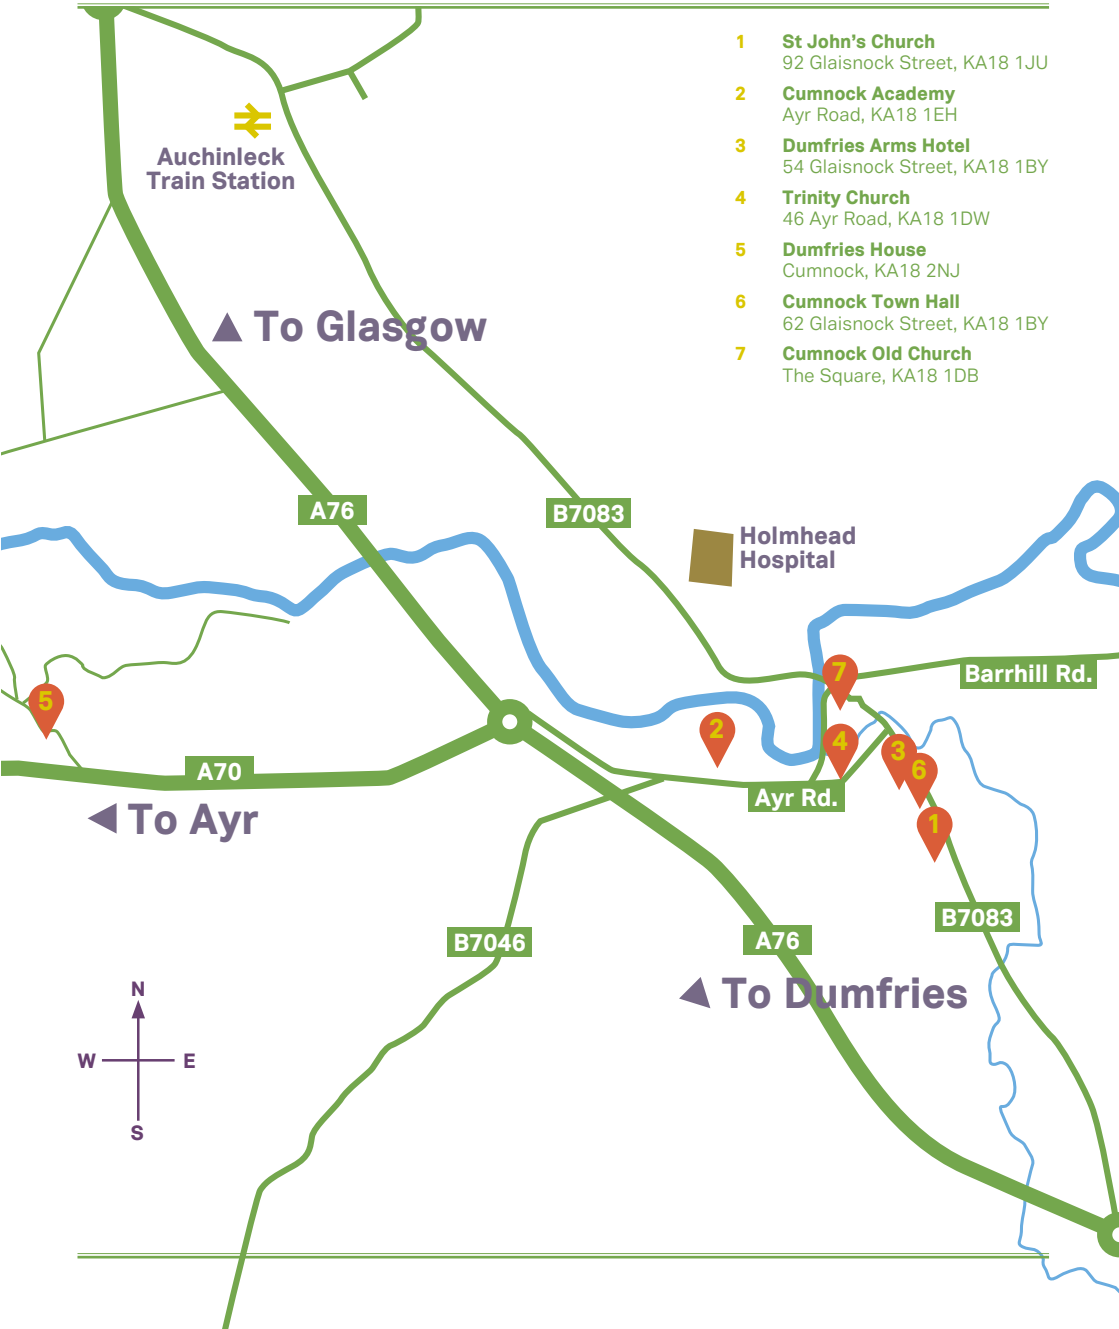 1 St John's Church
92 Glaisnock Street, KA18 1JU
2 Cumnock Academy
Ayr Road, KA18 1EH
3 Dumfries Arms Hotel
54 Glaisnock Street, KA18 1BY
4 Trinity Church
46 Ayr Road, KA18 1DW
5 Dumfries House
Cumnock, KA18 2NJ
6 Cumnock Town Hall
62 Glaisnock Street, KA18 1BY
7 Cumnock Old Church
The Square, KA18 1DB
Auchinleck
Train Station
To Glasgow
A76
B7083
Holmhead
Hospital
7
Barrhill Rd.
5
2
4
3
6
A70
Ayr Rd.
To Ayr
1
B7083
B7046
A76
To Dumfries
N
W E
S